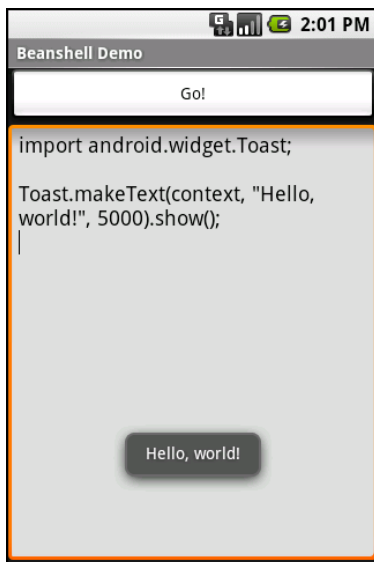 2:01 PM
Beanshell Demo
Go!
import android.widget.Toast;
Toast.makeText(context, "Hello,
world!", 5000).show();
Hello, world!